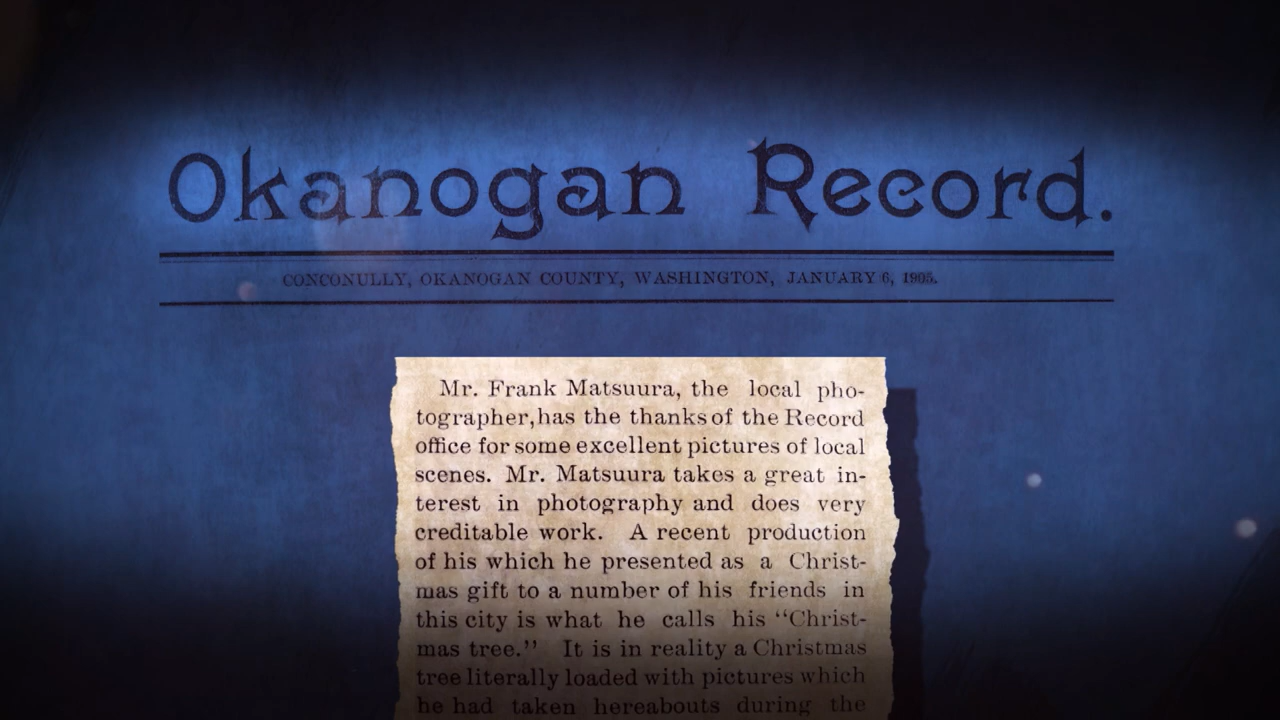 Okanogan Record.
CONCONULLY, OKANOGAN COUNTY, WASHINGTON, JANUARY 6, 1905.
Mr. Frank Matsuura, the local pho-
tographer, has the thanks of the Record
office for some excellent pictures of local
scenes. Mr. Matsuura takes a great in-
terest in photography and does very
creditable work. A recent production
of his which he presented as a Christ-
mas gift to a number of his friends in
this city is what he calls his "Christ-
mas tree." It is in reality a Christmas
tree literally loaded with pictures which
he had taken hereabouts during the